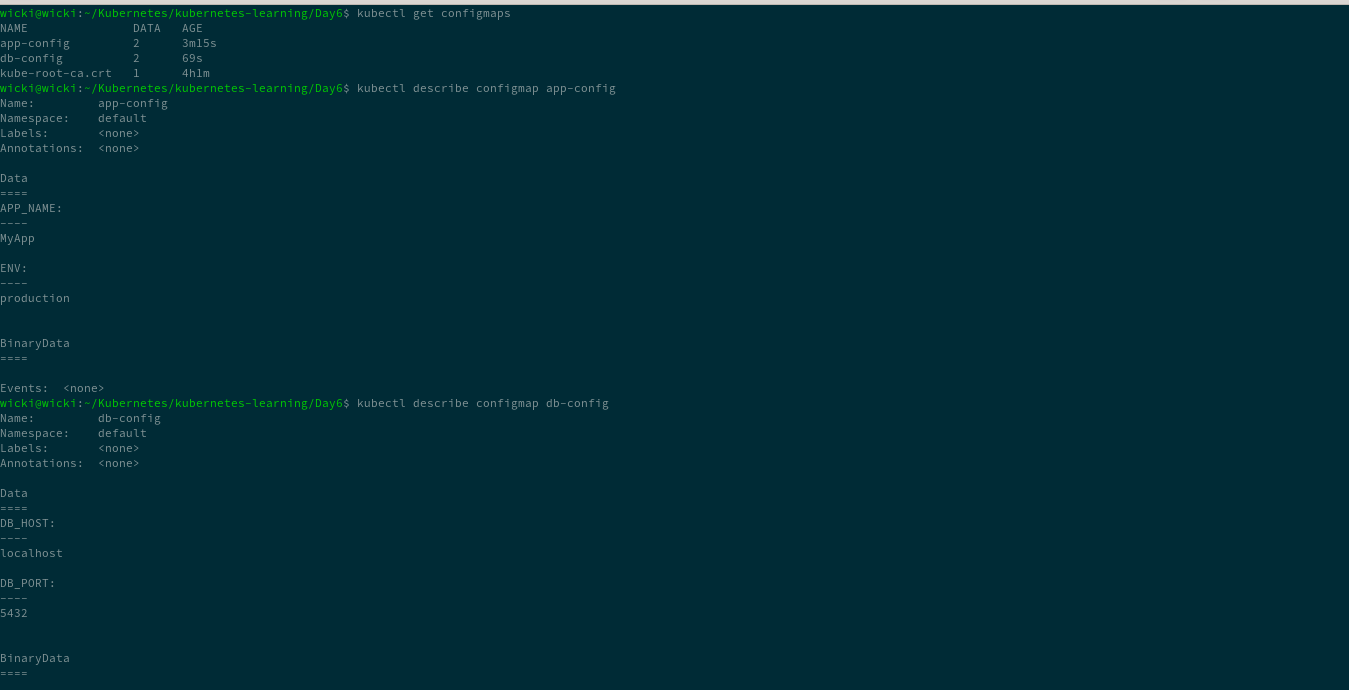 wicki@wicki:~/Kubernetes/kubernetes-learning/Day6$ kubectl get configmaps
NAME               DATA   AGE
app-config         2      3m15s
db-config          2      69s
kube-root-ca.crt   1      4h1m
wicki@wicki:~/Kubernetes/kubernetes-learning/Day6$ kubectl describe configmap app-config
Name:         app-config
Namespace:    default
Labels:       <none>
Annotations:  <none>

Data
====
APP_NAME:
----
MyApp

ENV:
----
production


BinaryData
====

Events:  <none>
wicki@wicki:~/Kubernetes/kubernetes-learning/Day6$ kubectl describe configmap db-config
Name:         db-config
Namespace:    default
Labels:       <none>
Annotations:  <none>

Data
====
DB_HOST:
----
localhost

DB_PORT:
----
5432


BinaryData
====